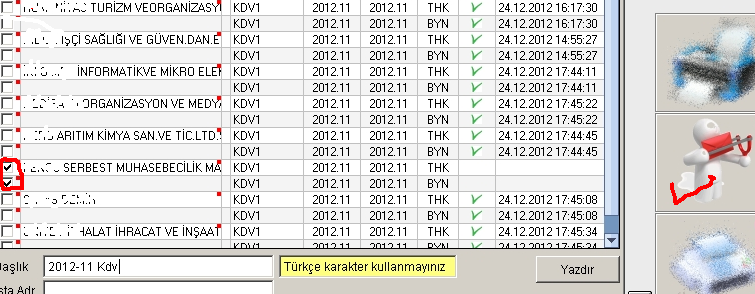 TURİZM VEORGANİZASY KDV1 2012.11 2012.11 THK 24.12.2012 16:17:30
KDV1 2012.11 2012.11 BYN 24.12.2012 16:17:30
İŞÇİ SAĞLIĞI VE GÜVEN.DAN.E KDV1 2012.11 2012.11 THK 24.12.2012 14:55:27
KDV1 2012.11 2012.11 BYN 24.12.2012 14:55:27
İNFORMATİKVE MİKRO ELEK KDV1 2012.11 2012.11 THK 24.12.2012 17:44:11
KDV1 2012.11 2012.11 BYN 24.12.2012 17:44:11
ORGANİZASYON VE MEDYA KDV1 2012.11 2012.11 THK 24.12.2012 17:45:22
KDV1 2012.11 2012.11 BYN 24.12.2012 17:45:22
ARITIM KİMYA SAN.VE TİC.LTD. KDV1 2012.11 2012.11 THK 24.12.2012 17:44:45
KDV1 2012.11 2012.11 BYN 24.12.2012 17:44:45
SERBEST MUHASEBECİLİK MA KDV1 2012.11 2012.11 THK
KDV1 2012.11 2012.11 BYN
KDV1 2012.11 2012.11 THK 24.12.2012 17:45:08
KDV1 2012.11 2012.11 BYN 24.12.2012 17:45:08
HALAT İHRACAT VE İNŞAAT KDV1 2012.11 2012.11 THK 24.12.2012 17:45:34
KDV1 2012.11 2012.11 BYN 24.12.2012 17:45:34
Başlık 2012-11 Kdv Türkçe karakter kullanmayınız Yazdır
sta Adr